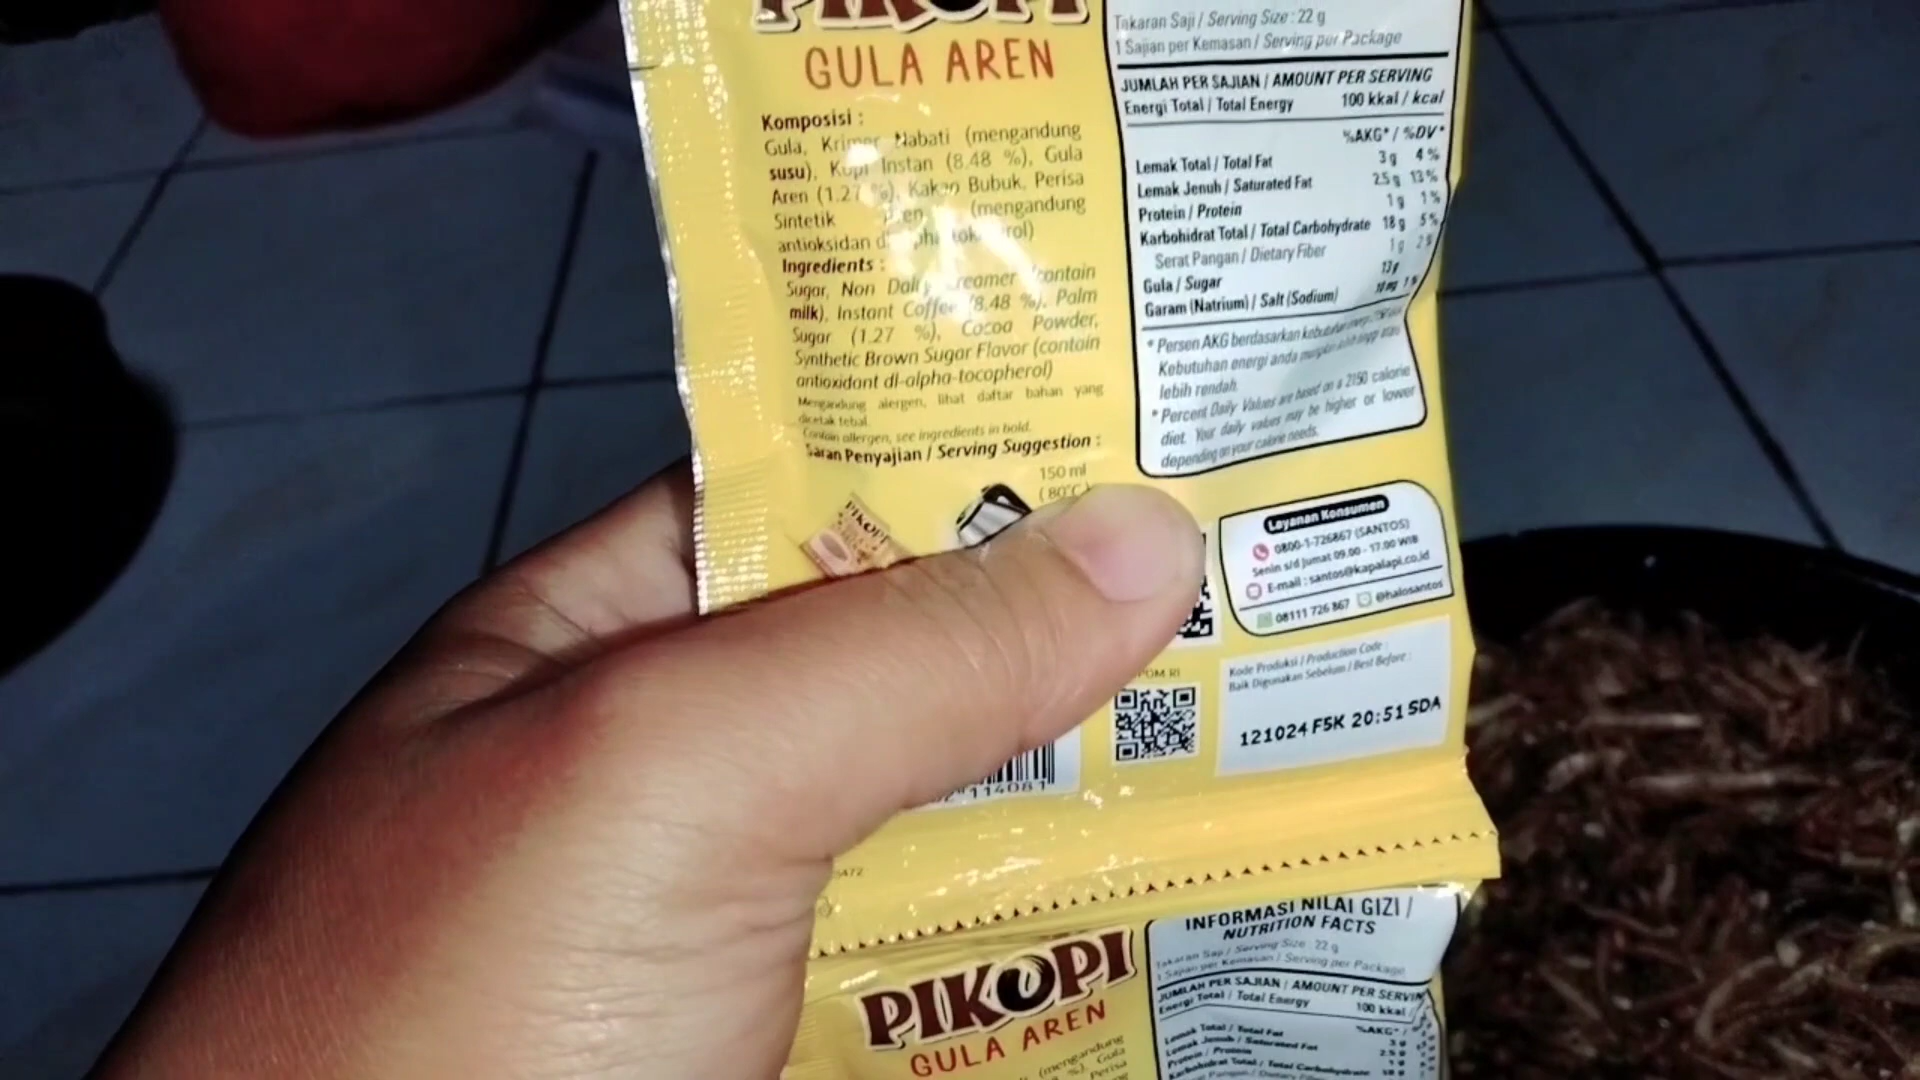 PIKOPI
GULA AREN
Komposisi :
Gula, Krimer Nabati (mengandung
susu), Kopi Instan (8.48 %), Gula
Aren (1.27 %), Kakao Bubuk, Perisa
Sintetik (mengandung
antioksidan
Ingredients :
Sugar, Non Dairy Creamer (contain
milk), Instant Coffee (8.48 %), Palm
Sugar (1.27 %), Cocoa Powder,
Synthetic Brown Sugar Flavor (contain
antioxidant dl-alpha-tocopherol)
Mengandung alergen, lihat daftar bahan yang
dicetak tebal.
Contain allergen, see ingredients in bold.
Saran Penyajian / Serving Suggestion :
150 ml
(80°C)
PIKOPI
Takaran Saji / Serving Size : 22 g
1 Sajian per Kemasan / Serving per Package
JUMLAH PER SAJIAN / AMOUNT PER SERVING
Energi Total / Total Energy 100 kkal / kcal
%AKG* / %DV*
Lemak Total / Total Fat 3 g 4%
Lemak Jenuh / Saturated Fat 2.5 g 13%
Protein / Protein 1 g 1%
Karbohidrat Total / Total Carbohydrate 18 g 5%
Serat Pangan / Dietary Fiber 1 g
Gula / Sugar 13 g
Garam (Natrium) / Salt (Sodium)
* Persen AKG berdasarkan kebutuhan energi
Kebutuhan energi anda mungkin lebih tinggi atau
lebih rendah.
* Percent Daily Values are based on a 2150 calorie
diet. Your daily values may be higher or lower
depending on your calorie needs.
Layanan Konsumen
0800-1-726867 (SANTOS)
Senin s/d Jumat 09.00 - 17.00 WIB
E-mail : santos@kapalapi.co.id
08111 726 867 @halosantos
POM RI
Kode Produksi / Production Code :
Baik Digunakan Sebelum / Best Before :
121024 F5K 20:51 SDA
114081
INFORMASI NILAI GIZI /
NUTRITION FACTS
Takaran Saji / Serving Size : 22 g
1 Sajian per Kemasan / Serving per Package
JUMLAH PER SAJIAN / AMOUNT PER SERVING
Energi Total / Total Energy 100 kkal /
%AKG* /
Lemak Total / Total Fat
Lemak Jenuh / Saturated Fat
Protein / Protein
Karbohidrat Total / Total Carbohydrate
PIKOPI
GULA AREN
(mengandung
Gula
Perisa